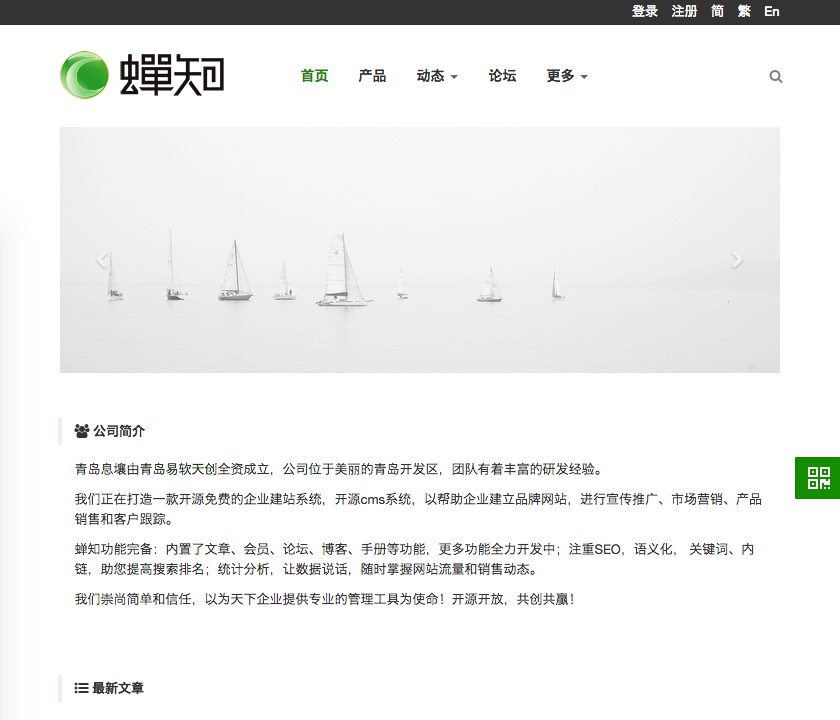 登录 注册 简 繁 En
蝉知
首页 产品 动态 论坛 更多
公司简介
青岛息壤由青岛易软天创全资成立，公司位于美丽的青岛开发区，团队有着丰富的研发经验。
我们正在打造一款开源免费的企业建站系统，开源cms系统，以帮助企业建立品牌网站，进行宣传推广、市场营销、产品
销售和客户跟踪。
蝉知功能完备：内置了文章、会员、论坛、博客、手册等功能，更多功能全力开发中；注重SEO，语义化， 关键词、内
链，助您提高搜索排名；统计分析，让数据说话，随时掌握网站流量和销售动态。
我们崇尚简单和信任，以为天下企业提供专业的管理工具为使命！开源开放，共创共赢！
最新文章